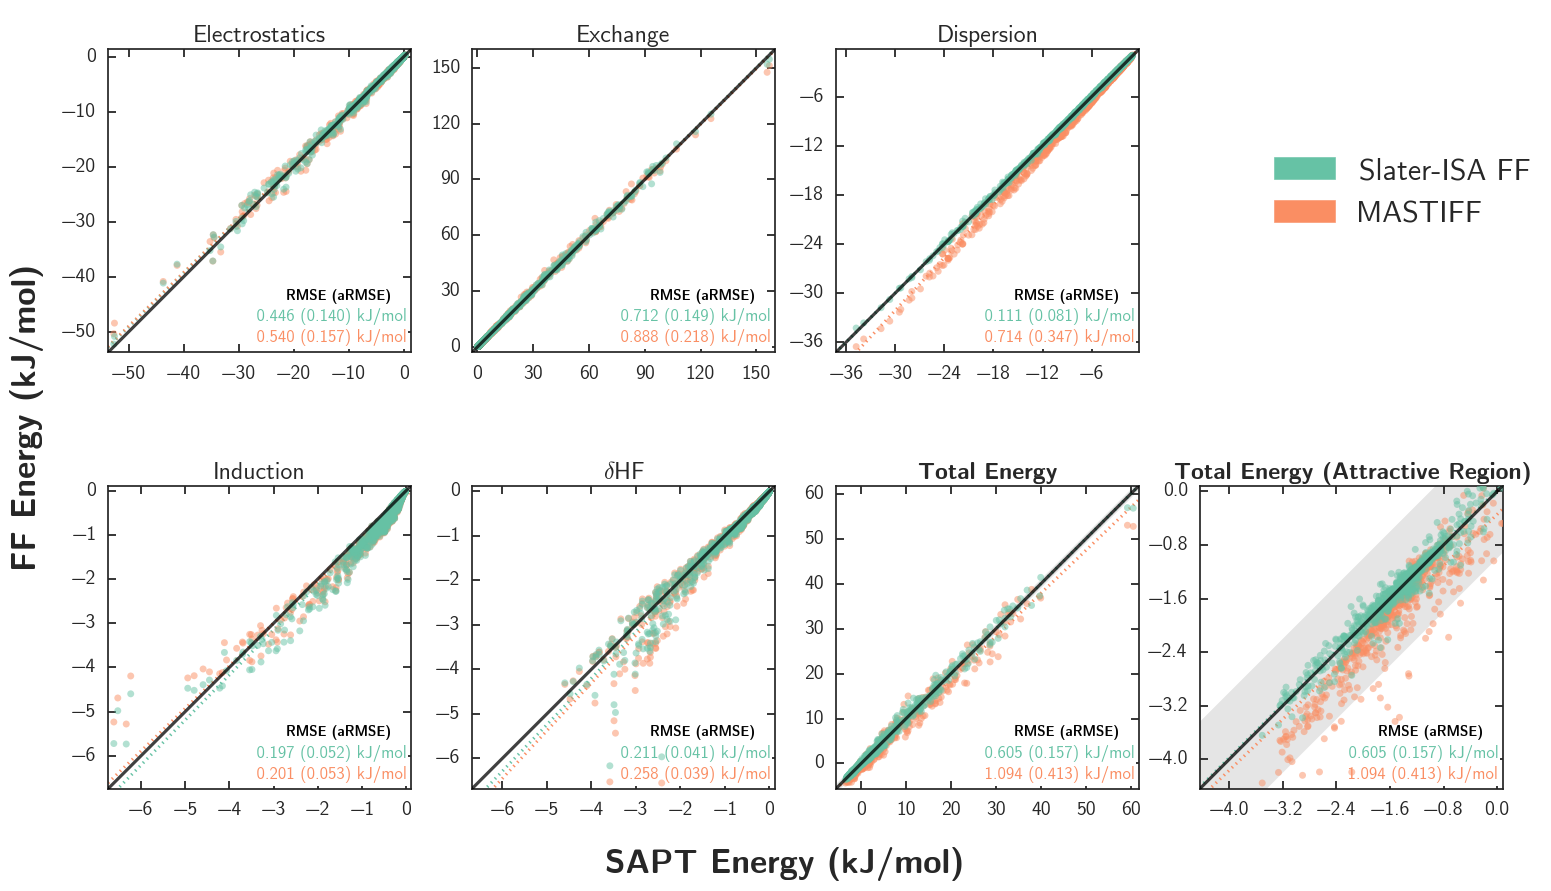 Electrostatics
Exchange
Dispersion
0
−10
−20
−30
−40
−50
RMSE (aRMSE)
0.446 (0.140) kJ/mol
0.540 (0.157) kJ/mol
−50 −40 −30 −20 −10 0
150
120
90
60
30
0
RMSE (aRMSE)
0.712 (0.149) kJ/mol
0.888 (0.218) kJ/mol
0 30 60 90 120 150
−6
−12
−18
−24
−30
−36
RMSE (aRMSE)
0.111 (0.081) kJ/mol
0.714 (0.347) kJ/mol
−36 −30 −24 −18 −12 −6
Slater-ISA FF
MASTIFF
FF Energy (kJ/mol)
Induction
δHF
Total Energy
Total Energy (Attractive Region)
0
−1
−2
−3
−4
−5
−6
RMSE (aRMSE)
0.197 (0.052) kJ/mol
0.201 (0.053) kJ/mol
−6 −5 −4 −3 −2 −1 0
0
−1
−2
−3
−4
−5
−6
RMSE (aRMSE)
0.211 (0.041) kJ/mol
0.258 (0.039) kJ/mol
−6 −5 −4 −3 −2 −1 0
60
50
40
30
20
10
0
RMSE (aRMSE)
0.605 (0.157) kJ/mol
1.094 (0.413) kJ/mol
0 10 20 30 40 50 60
0.0
−0.8
−1.6
−2.4
−3.2
−4.0
RMSE (aRMSE)
0.605 (0.157) kJ/mol
1.094 (0.413) kJ/mol
−4.0 −3.2 −2.4 −1.6 −0.8 0.0
SAPT Energy (kJ/mol)